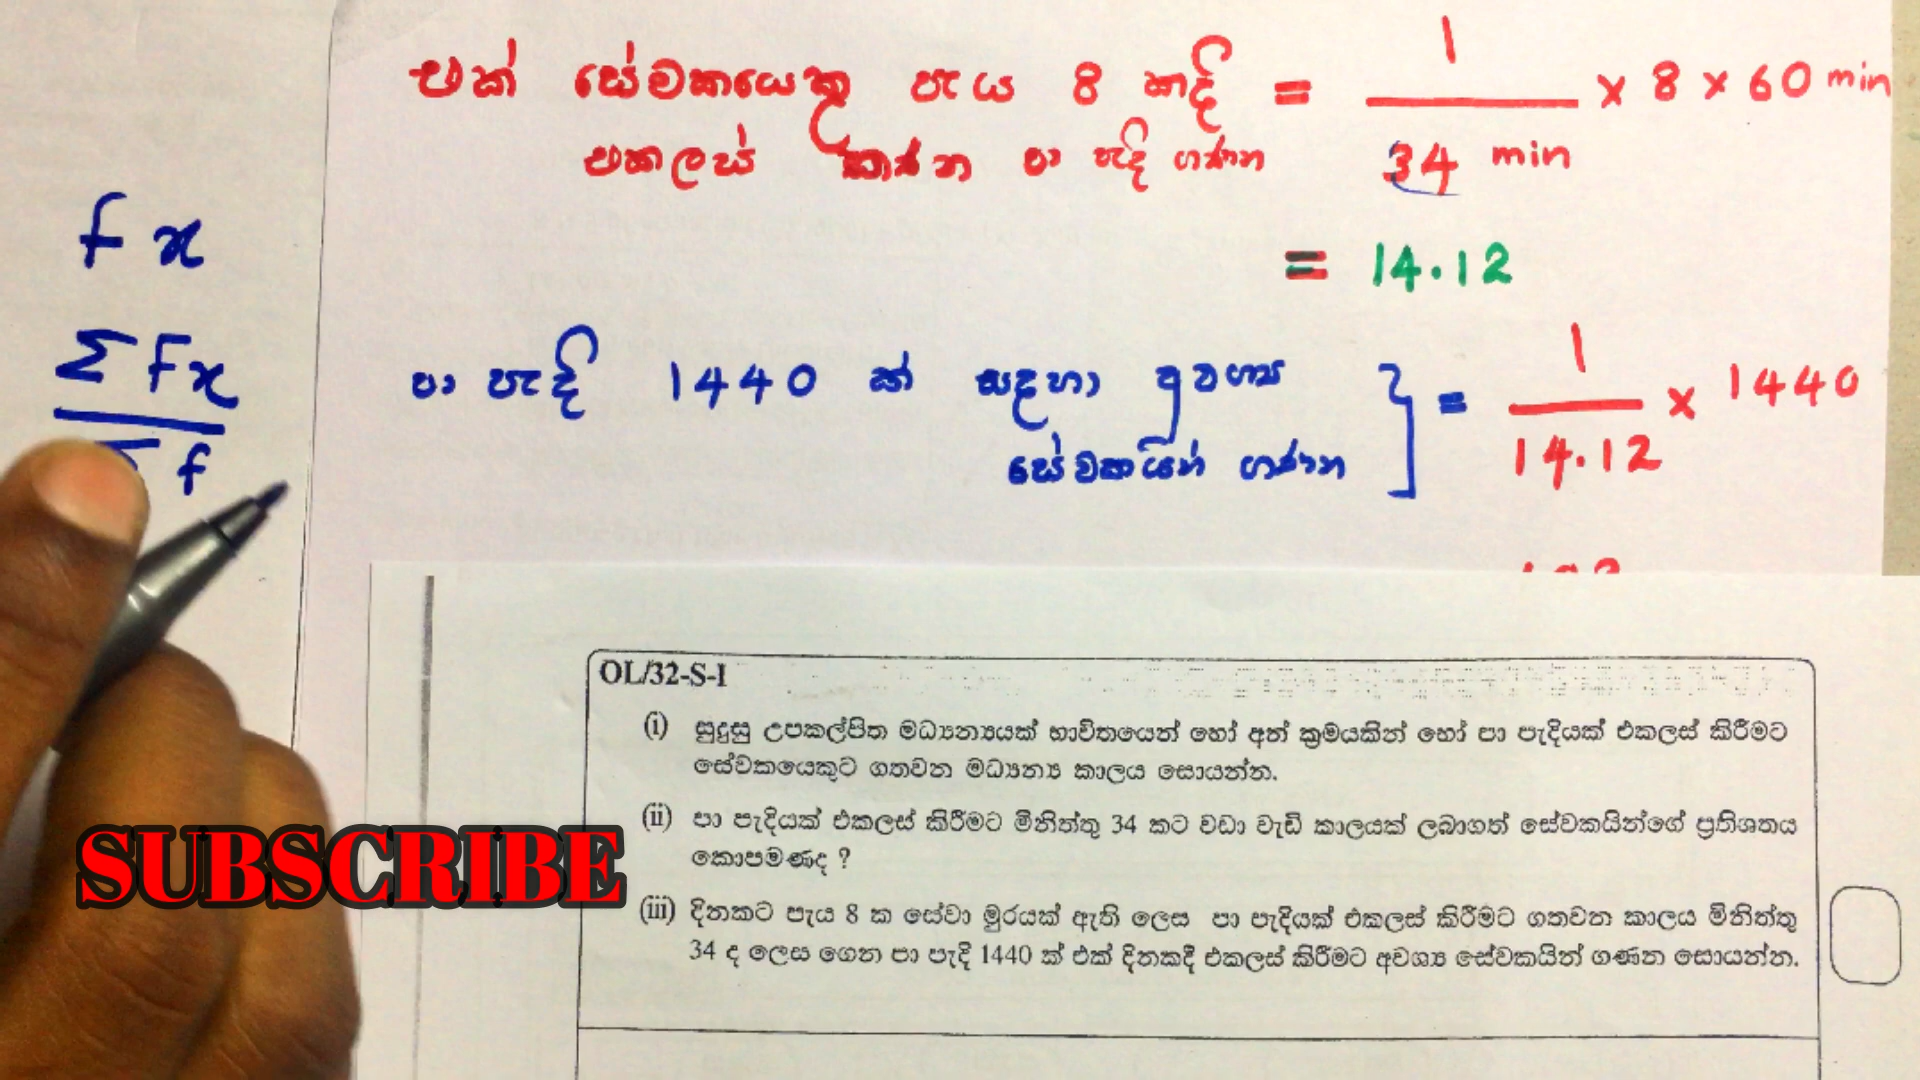 එක් සේවකයෙකු පැය 8 කදී = 1/34 min × 8 × 60 min
එකලස් කරන පා පැදි ගණන
= 14.12
fx
Σfx
Σf
පා පැදි 1440 ක් සඳහා අවශ්‍ය = 1/14.12 × 1440
සේවකයින් ගණන
OL/32-S-I
(i) සුදුසු උපකල්පිත මධ්‍යන්‍යයක් භාවිතයෙන් හෝ අන් ක්‍රමයකින් හෝ පා පැදියක් එකලස් කිරීමට
සේවකයෙකුට ගතවන මධ්‍යන්‍ය කාලය සොයන්න.
(ii) පා පැදියක් එකලස් කිරීමට මිනිත්තු 34 කට වඩා වැඩි කාලයක් ලබාගත් සේවකයින්ගේ ප්‍රතිශතය
කොපමණද ?
(iii) දිනකට පැය 8 ක සේවා මුරයක් ඇති ලෙස පා පැදියක් එකලස් කිරීමට ගතවන කාලය මිනිත්තු
34 ද ලෙස ගෙන පා පැදි 1440 ක් එක් දිනකදී එකලස් කිරීමට අවශ්‍ය සේවකයින් ගණන සොයන්න.
SUBSCRIBE